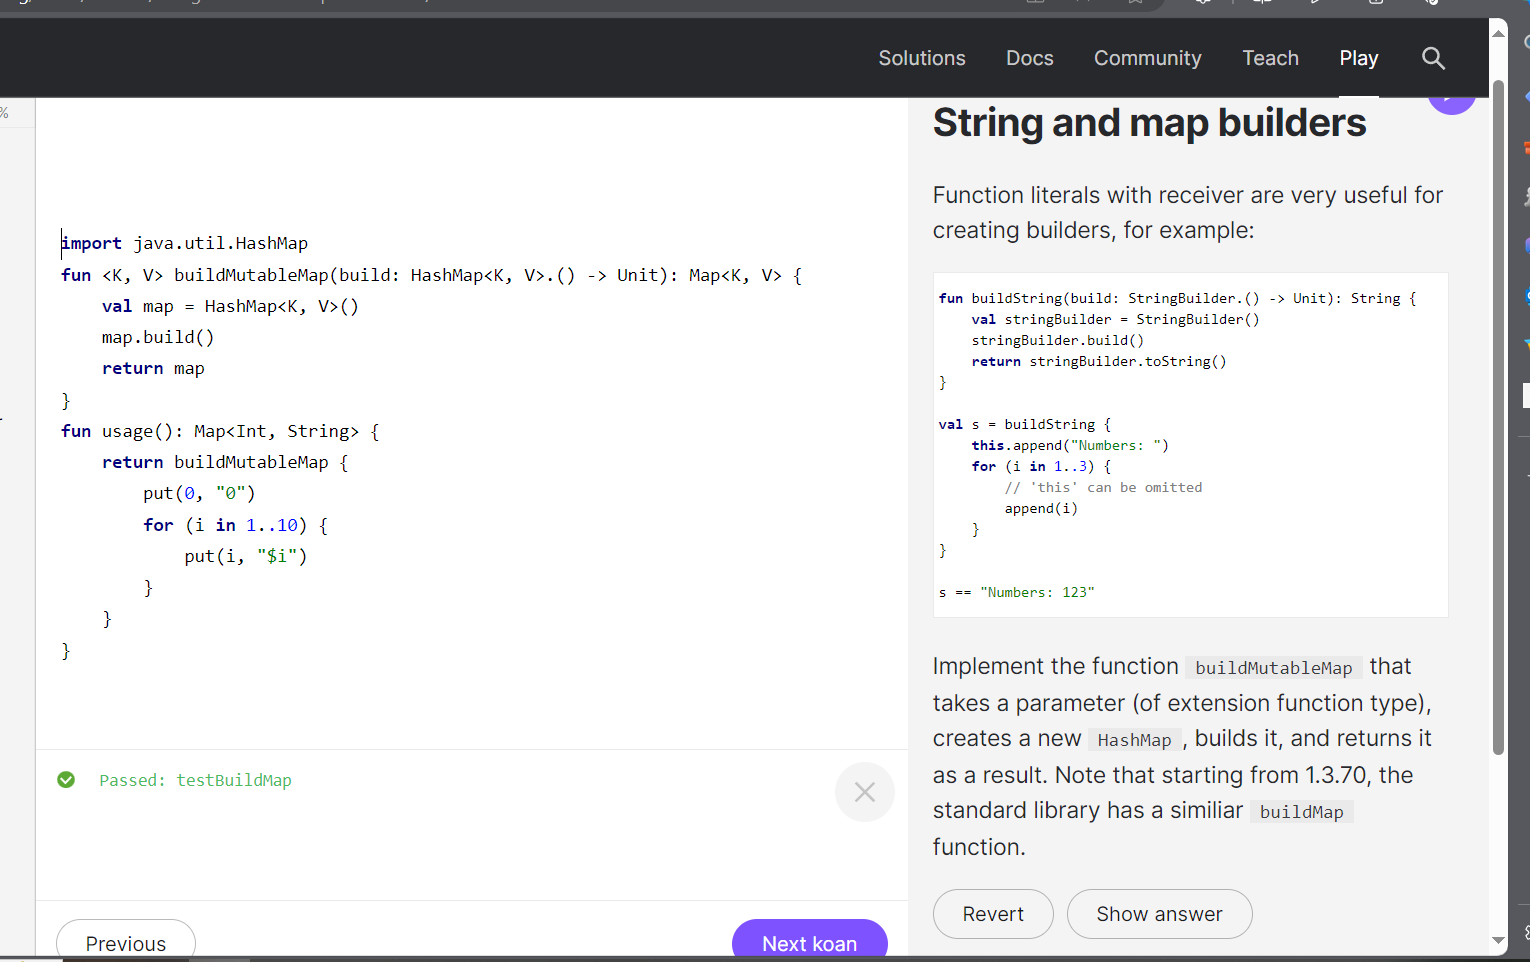 Solutions Docs Community Teach Play
%
import java.util.HashMap
fun <K, V> buildMutableMap(build: HashMap<K, V>.() -> Unit): Map<K, V> {
    val map = HashMap<K, V>()
    map.build()
    return map
}
fun usage(): Map<Int, String> {
    return buildMutableMap {
        put(0, "0")
        for (i in 1..10) {
            put(i, "$i")
        }
    }
}
Passed: testBuildMap
Previous
Next koan
String and map builders
Function literals with receiver are very useful for
creating builders, for example:
fun buildString(build: StringBuilder.() -> Unit): String {
    val stringBuilder = StringBuilder()
    stringBuilder.build()
    return stringBuilder.toString()
}
val s = buildString {
    this.append("Numbers: ")
    for (i in 1..3) {
        // 'this' can be omitted
        append(i)
    }
}
s == "Numbers: 123"
Implement the function buildMutableMap that
takes a parameter (of extension function type),
creates a new HashMap , builds it, and returns it
as a result. Note that starting from 1.3.70, the
standard library has a similiar buildMap
function.
Revert
Show answer